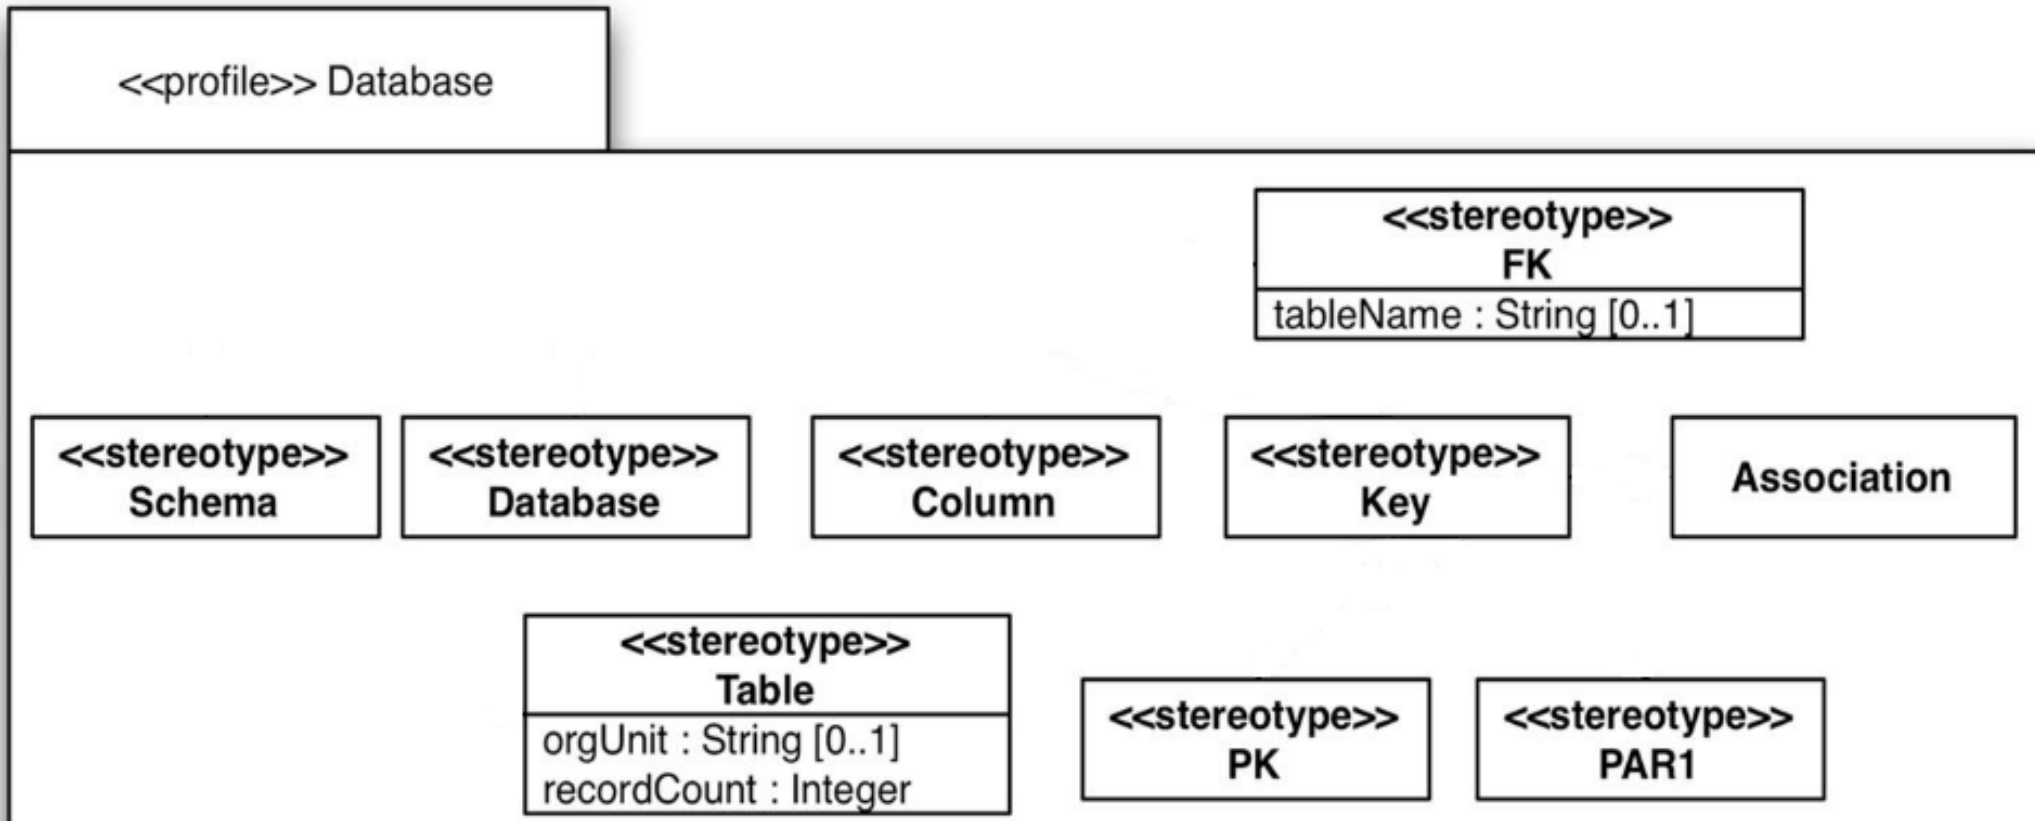 <<profile>> Database
<<stereotype>>
FK
tableName : String [0..1]
<<stereotype>>
Schema
<<stereotype>>
Database
<<stereotype>>
Column
<<stereotype>>
Key
Association
<<stereotype>>
Table
orgUnit : String [0..1]
recordCount : Integer
<<stereotype>>
PK
<<stereotype>>
PAR1